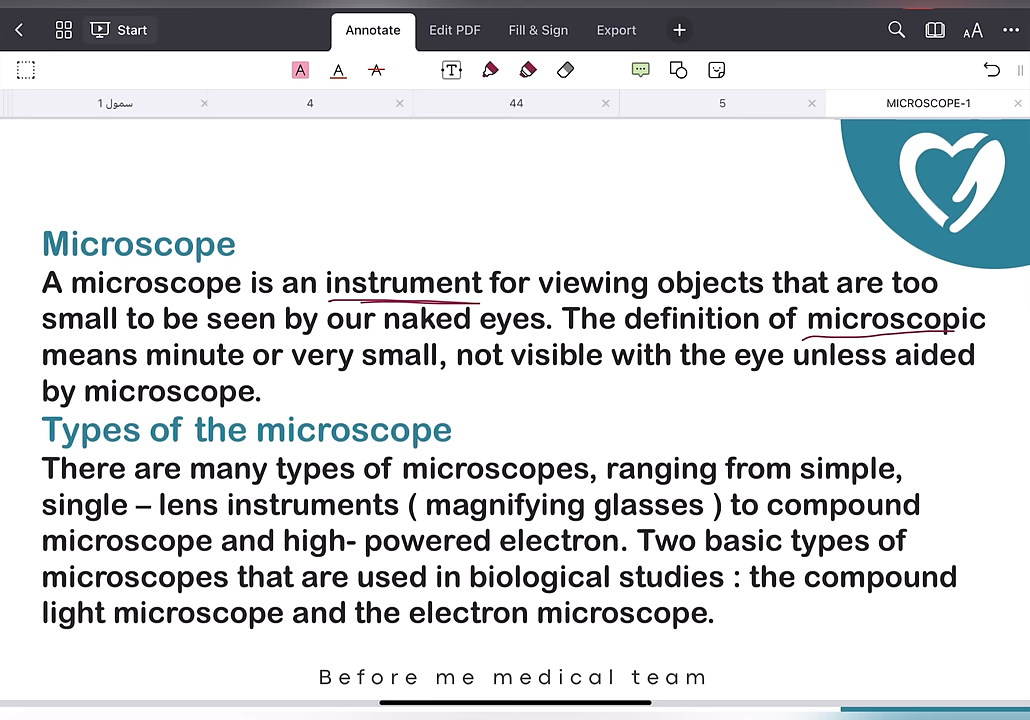 Start
Annotate
Edit PDF
Fill & Sign
Export
سمول 1
4
44
5
MICROSCOPE-1
Microscope
A microscope is an instrument for viewing objects that are too
small to be seen by our naked eyes. The definition of microscopic
means minute or very small, not visible with the eye unless aided
by microscope.
Types of the microscope
There are many types of microscopes, ranging from simple,
single – lens instruments ( magnifying glasses ) to compound
microscope and high- powered electron. Two basic types of
microscopes that are used in biological studies : the compound
light microscope and the electron microscope.
Before me medical team